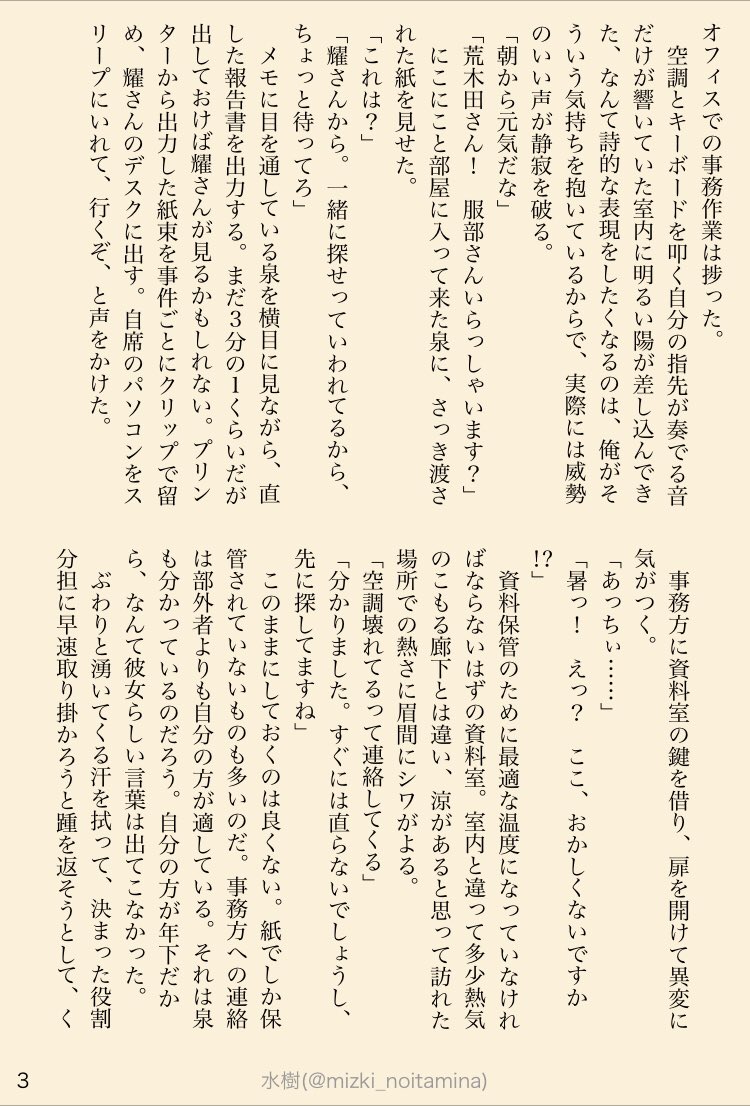 オフィスでの事務作業は捗った。
　空調とキーボードを叩く自分の指先が奏でる音
だけが響いていた室内に明るい陽が差し込んでき
た、なんて詩的な表現をしたくなるのは、俺がそ
ういう気持ちを抱いているからで、実際には威勢
のいい声が静寂を破る。
「朝から元気だな」
「荒木田さん！　服部さんいらっしゃいます？」
　にこにこと部屋に入って来た泉に、さっき渡さ
れた紙を見せた。
「これは？」
「耀さんから。一緒に探せっていわれてるから、
ちょっと待ってろ」
　メモに目を通している泉を横目に見ながら、直
した報告書を出力する。まだ３分の１くらいだが
出しておけば耀さんが見るかもしれない。プリン
ターから出力した紙束を事件ごとにクリップで留
め、耀さんのデスクに出す。自席のパソコンをス
リープにいれて、行くぞ、と声をかけた。
　事務方に資料室の鍵を借り、扉を開けて異変に
気がつく。
「あっちぃ……」
「暑っ！　えっ？　ここ、おかしくないですか
!?」
　資料保管のために最適な温度になっていなけれ
ばならないはずの資料室。室内と違って多少熱気
のこもる廊下とは違い、涼があると思って訪れた
場所での熱さに眉間にシワがよる。
「空調壊れてるって連絡してくる」
「分かりました。すぐには直らないでしょうし、
先に探してますね」
　このままにしておくのは良くない。紙でしか保
管されていないものも多いのだ。事務方への連絡
は部外者よりも自分の方が適している。それは泉
も分かっているのだろう。自分の方が年下だか
ら、なんて彼女らしい言葉は出てこなかった。
　ぶわりと湧いてくる汗を拭って、決まった役割
分担に早速取り掛かろうと踵を返そうとして、く
3
水樹(@mizki_noitamina)